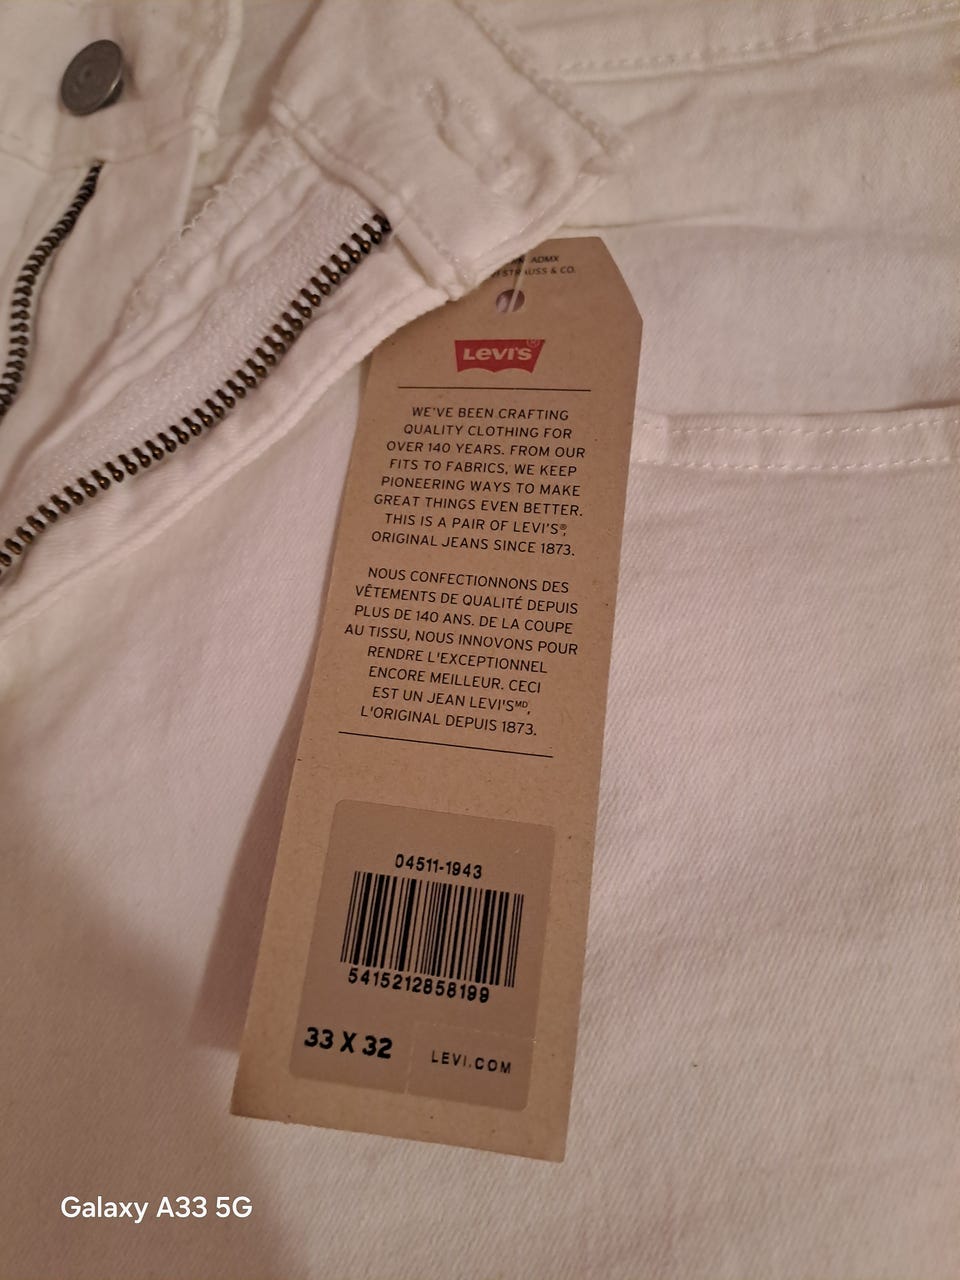 ADMX
STRAUSS & CO.
LEVI'S®
WE'VE BEEN CRAFTING
QUALITY CLOTHING FOR
OVER 140 YEARS. FROM OUR
FITS TO FABRICS, WE KEEP
PIONEERING WAYS TO MAKE
GREAT THINGS EVEN BETTER.
THIS IS A PAIR OF LEVI'S®,
ORIGINAL JEANS SINCE 1873.
NOUS CONFECTIONNONS DES
VÊTEMENTS DE QUALITÉ DEPUIS
PLUS DE 140 ANS. DE LA COUPE
AU TISSU, NOUS INNOVONS POUR
RENDRE L'EXCEPTIONNEL
ENCORE MEILLEUR. CECI
EST UN JEAN LEVI'Sᴹᴰ,
L'ORIGINAL DEPUIS 1873.
04511-1943
5415212858199
33 X 32
LEVI.COM
Galaxy A33 5G